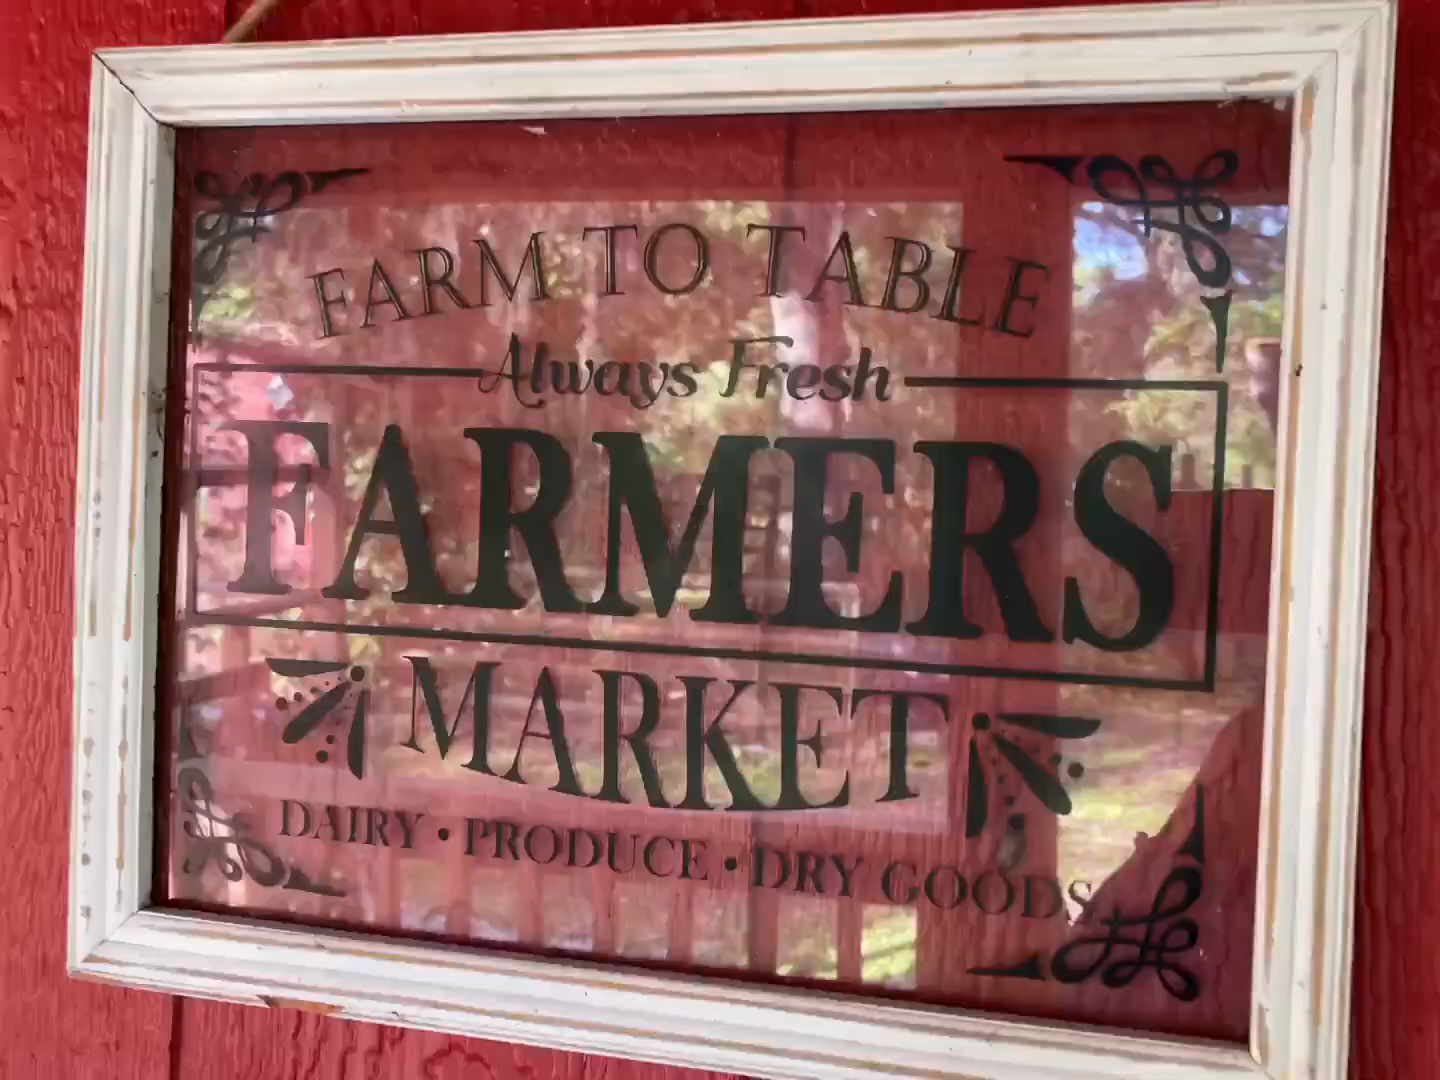 FARM TO TABLE
Always Fresh
FARMERS
MARKET
DAIRY • PRODUCE • DRY GOODS